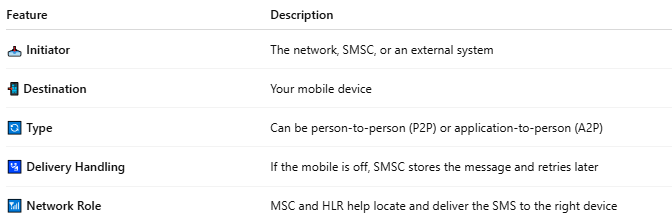 Feature Description
Initiator The network, SMSC, or an external system
Destination Your mobile device
Type Can be person-to-person (P2P) or application-to-person (A2P)
Delivery Handling If the mobile is off, SMSC stores the message and retries later
Network Role MSC and HLR help locate and deliver the SMS to the right device